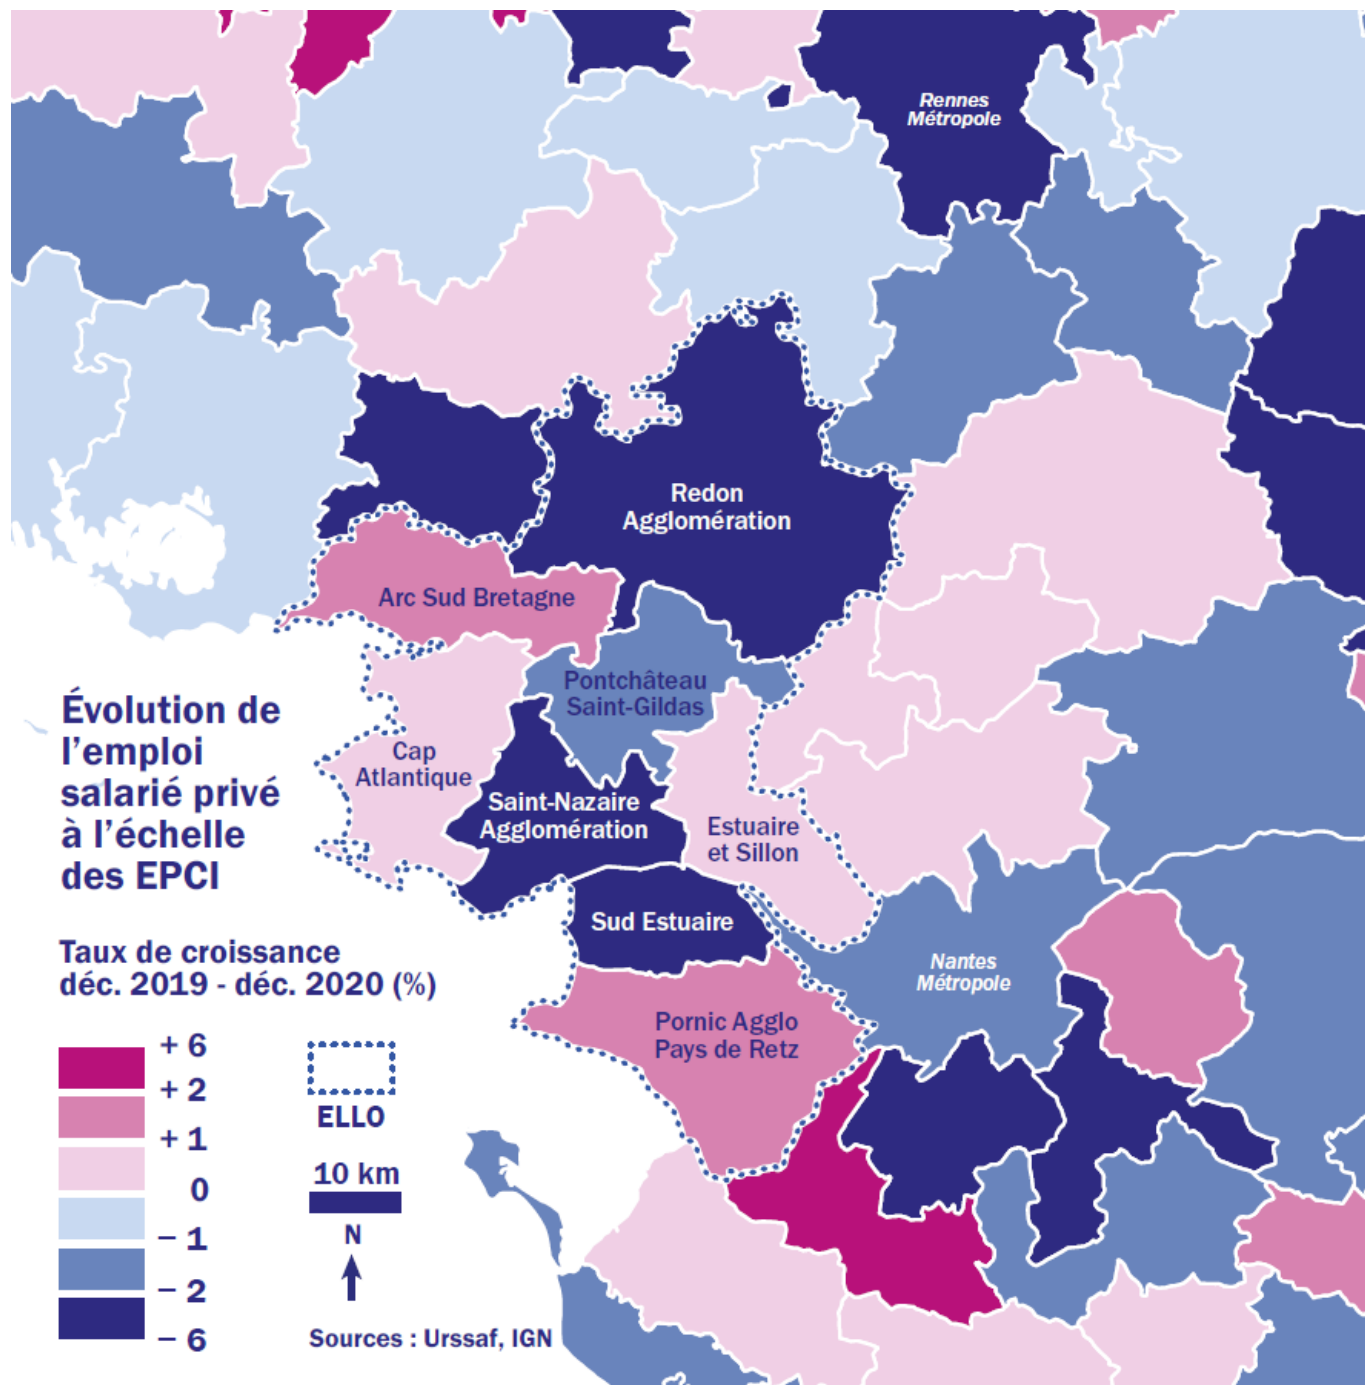 Rennes
Métropole
Redon
Agglomération
Arc Sud Bretagne
Pontchâteau
Saint-Gildas
Cap
Atlantique
Saint-Nazaire
Agglomération
Estuaire
et Sillon
Sud Estuaire
Nantes
Métropole
Pornic Agglo
Pays de Retz
Évolution de
l'emploi
salarié privé
à l'échelle
des EPCI
Taux de croissance
déc. 2019 - déc. 2020 (%)
+ 6
+ 2
+ 1
0
– 1
– 2
– 6
ELLO
10 km
N
Sources : Urssaf, IGN